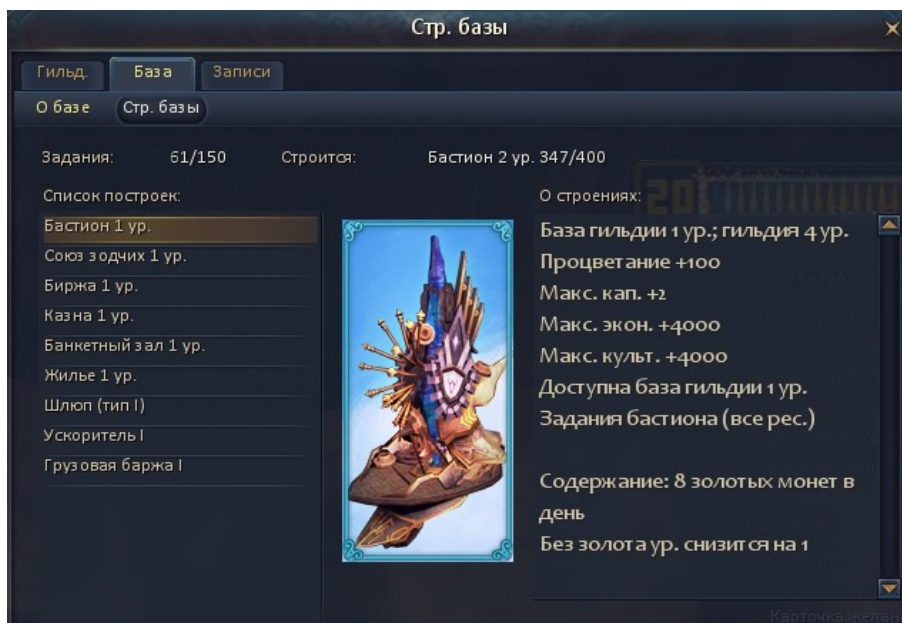 Стр. базы
Гильд. База Записи
О базе Стр. базы
Задания: 61/150 Строится: Бастион 2 ур. 347/400
Список построек:
Бастион 1 ур.
Союз зодчих 1 ур.
Биржа 1 ур.
Казна 1 ур.
Банкетный зал 1 ур.
Жилье 1 ур.
Шлюп (тип I)
Ускоритель I
Грузовая баржа I
О строениях:
База гильдии 1 ур.; гильдия 4 ур.
Процветание +100
Макс. кап. +2
Макс. экон. +4000
Макс. культ. +4000
Доступна база гильдии 1 ур.
Задания бастиона (все рес.)
Содержание: 8 золотых монет в
день
Без золота ур. снизится на 1
20
Карточка желан